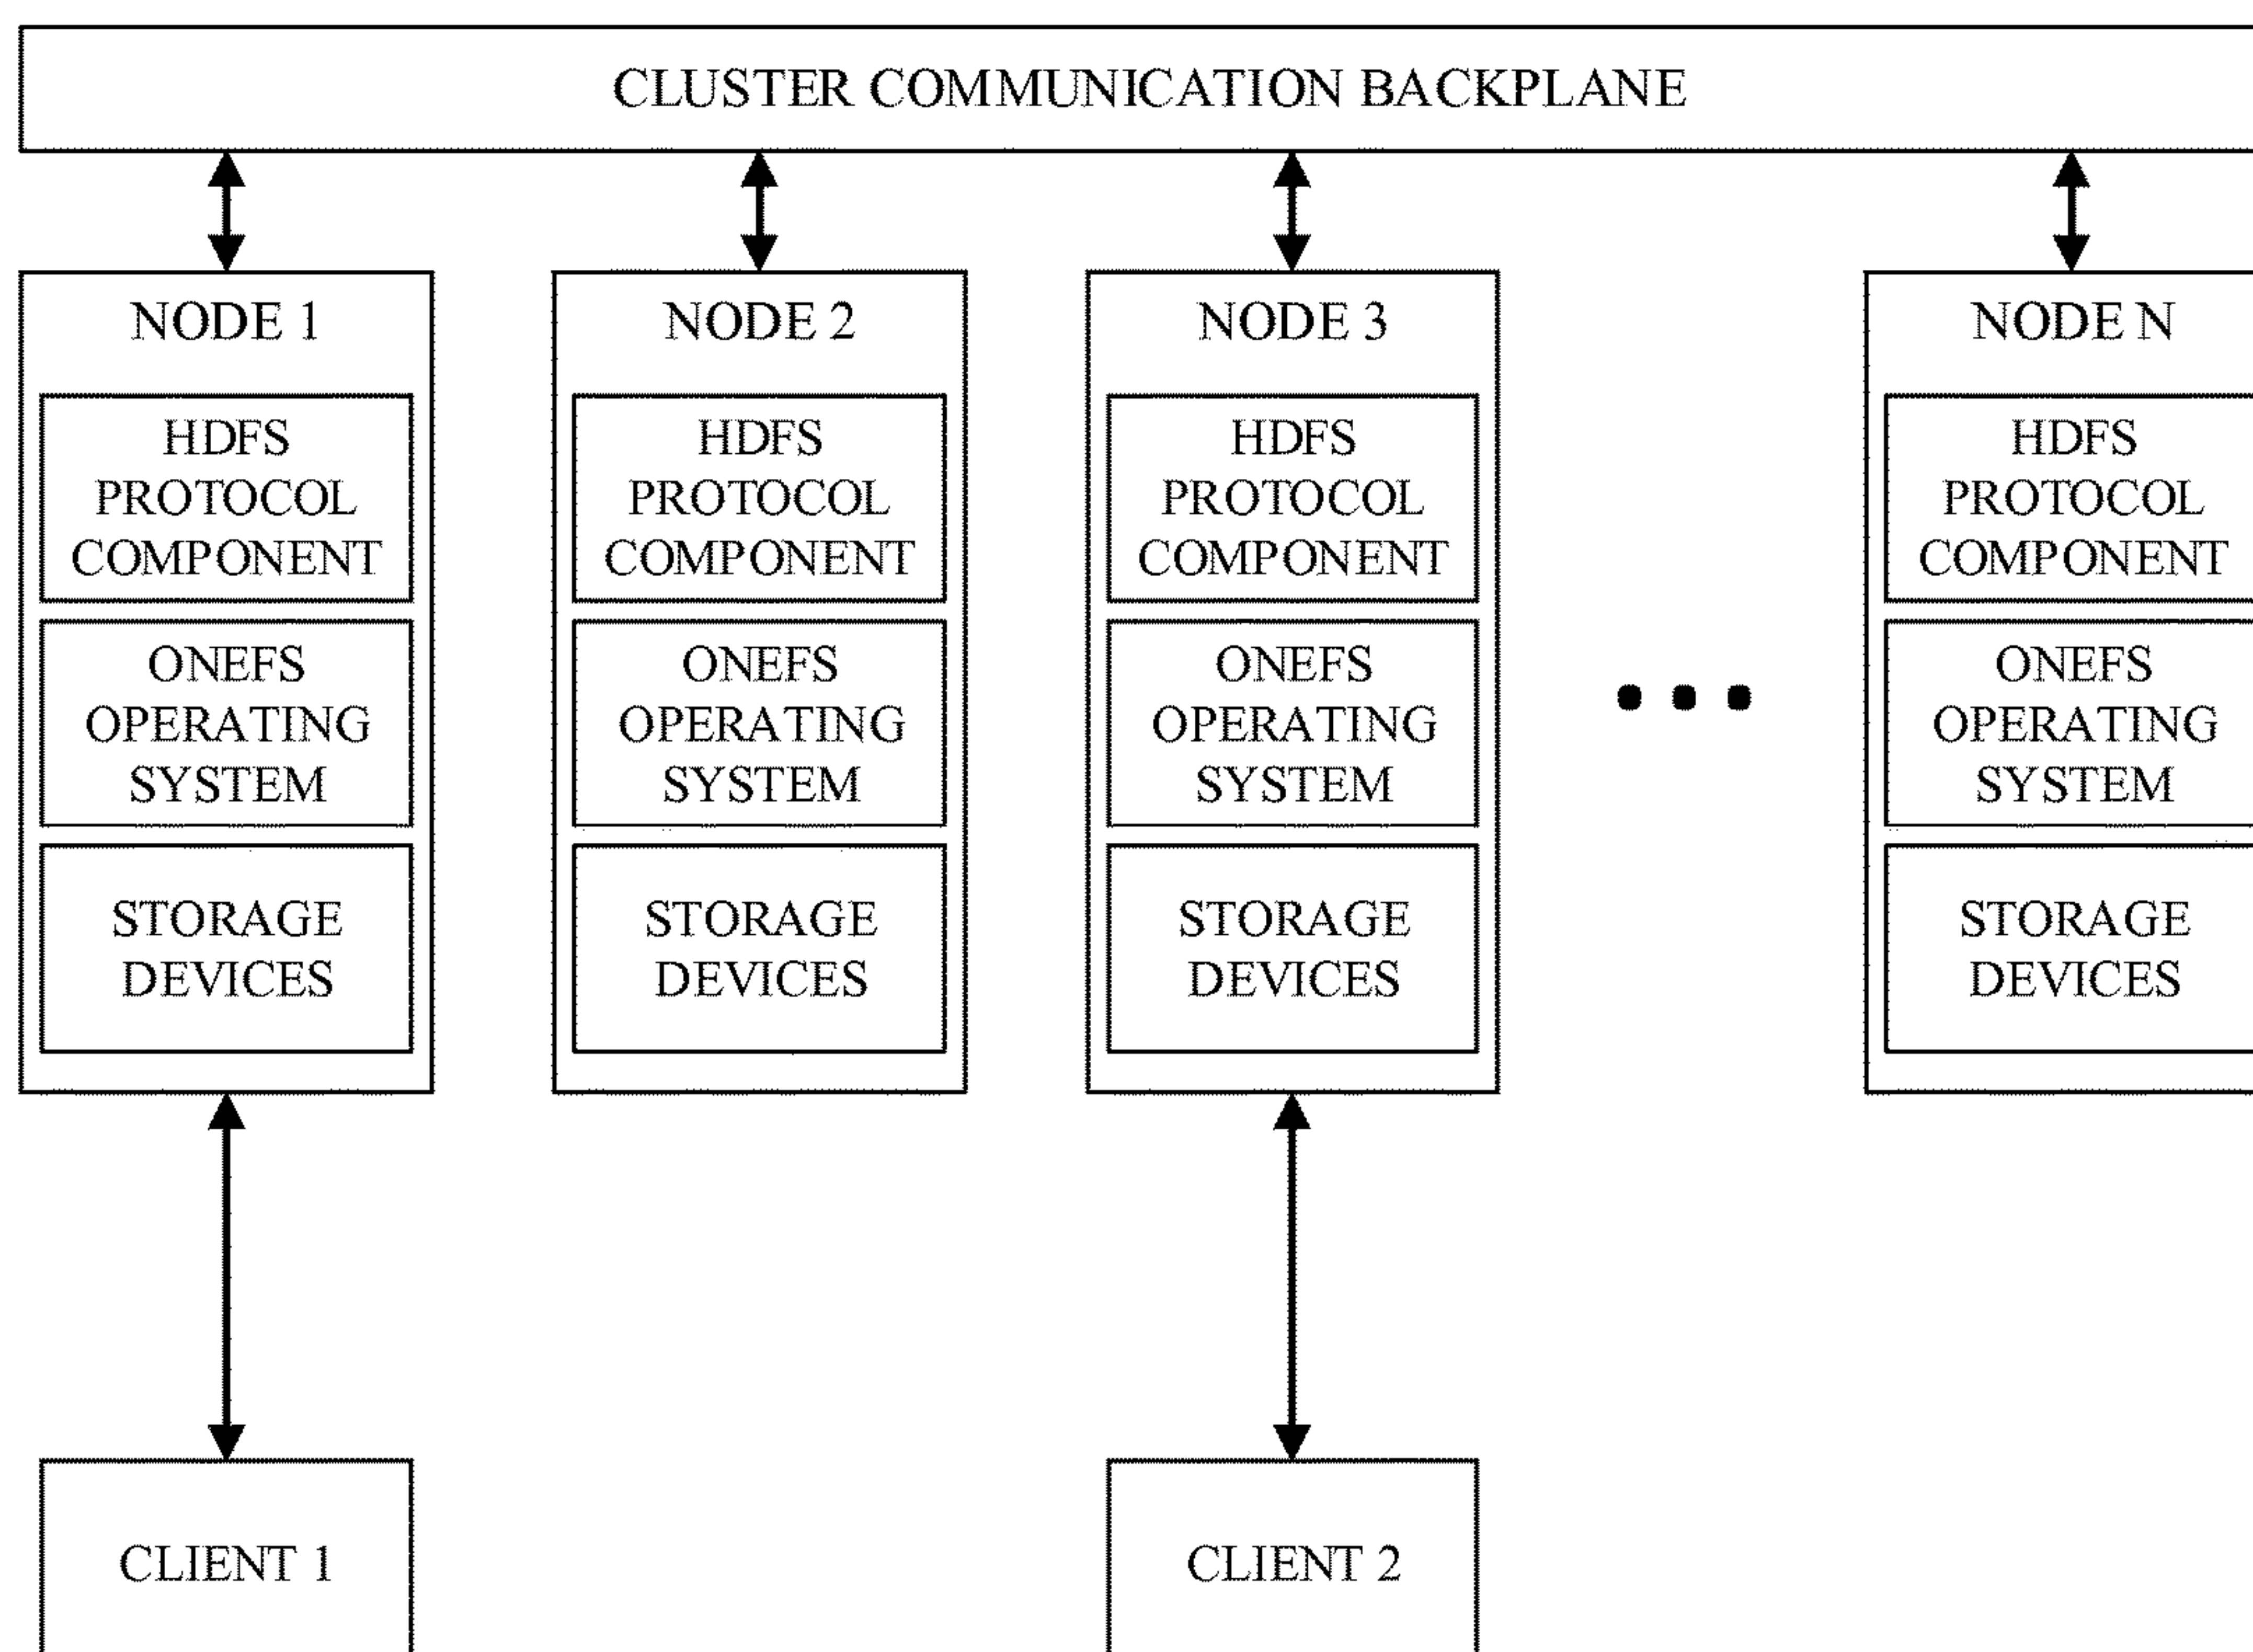 CLUSTER COMMUNICATION BACKPLANE
NODE 1
HDFS
PROTOCOL
COMPONENT
ONEFS
OPERATING
SYSTEM
STORAGE
DEVICES
NODE 2
HDFS
PROTOCOL
COMPONENT
ONEFS
OPERATING
SYSTEM
STORAGE
DEVICES
NODE 3
HDFS
PROTOCOL
COMPONENT
ONEFS
OPERATING
SYSTEM
STORAGE
DEVICES
NODE N
HDFS
PROTOCOL
COMPONENT
ONEFS
OPERATING
SYSTEM
STORAGE
DEVICES
CLIENT 1
CLIENT 2